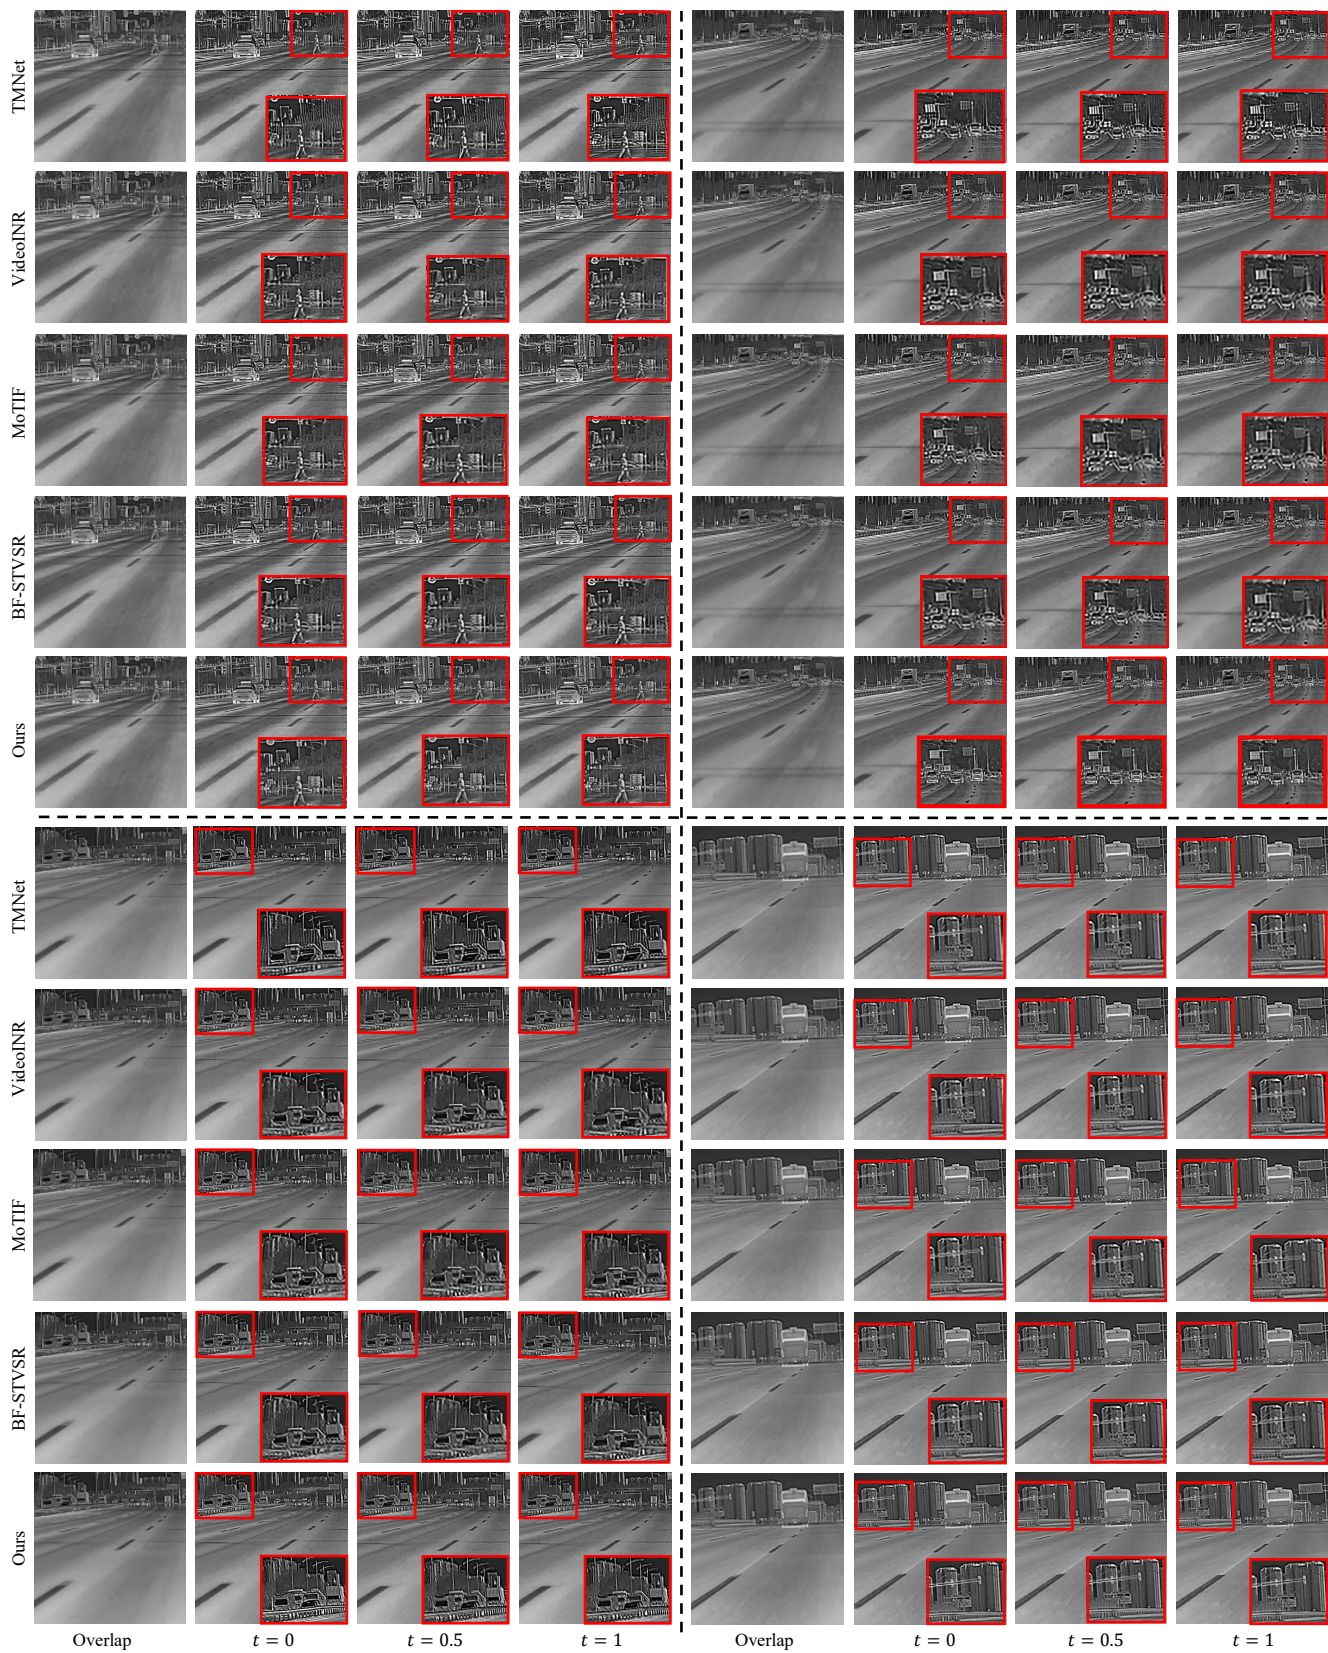 TMNet
VideoINR
MoTIF
BF-STVSR
Ours
TMNet
VideoINR
MoTIF
BF-STVSR
Ours
Overlap t = 0 t = 0.5 t = 1 Overlap t = 0 t = 0.5 t = 1